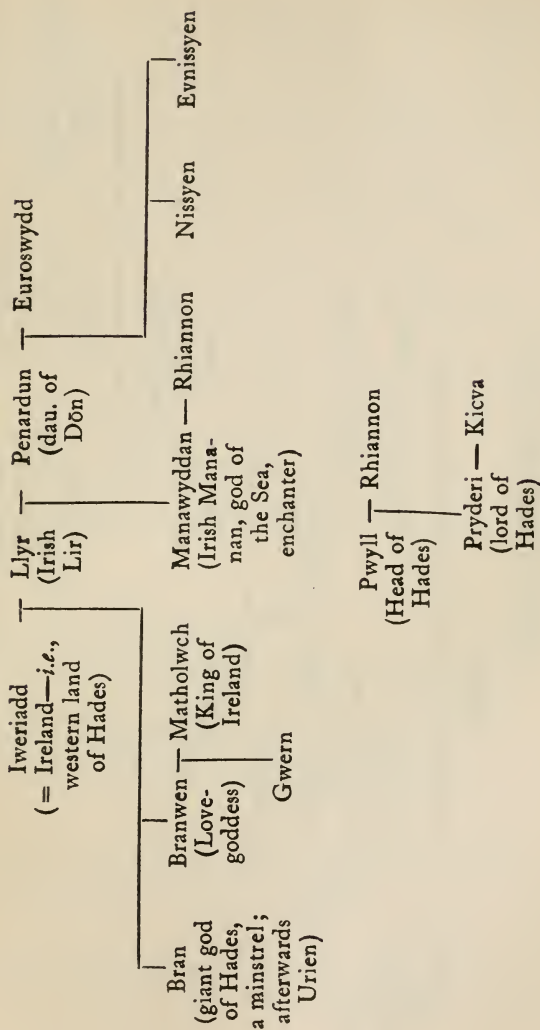 Iweriadd — Llyr — Penardun — Euroswydd
(= Ireland—i.e.,
western land
of Hades)
(Irish
Lir)
(dau. of
Dōn)
Bran
(giant god
of Hades,
a minstrel;
afterwards
Urien)
Branwen — Matholwch
(Love-
goddess)
(King of
Ireland)
Gwern
Manawyddan — Rhiannon
(Irish Mana-
nan, god of
the Sea,
enchanter)
Nissyen
Evnissyen
Pwyll — Rhiannon
(Head of
Hades)
Pryderi — Kicva
(lord of
Hades)